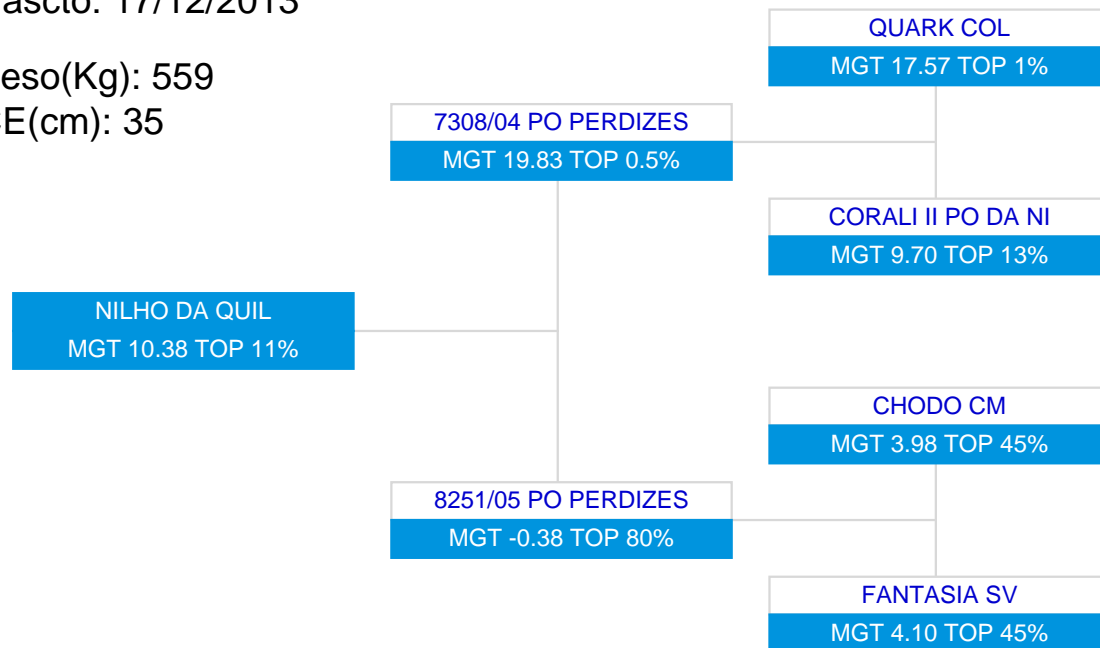 ascto: 17/12/2013
eso(Kg): 559
E(cm): 35
QUARK COL
MGT 17.57 TOP 1%
7308/04 PO PERDIZES
MGT 19.83 TOP 0.5%
CORALI II PO DA NI
MGT 9.70 TOP 13%
NILHO DA QUIL
MGT 10.38 TOP 11%
CHODO CM
MGT 3.98 TOP 45%
8251/05 PO PERDIZES
MGT -0.38 TOP 80%
FANTASIA SV
MGT 4.10 TOP 45%